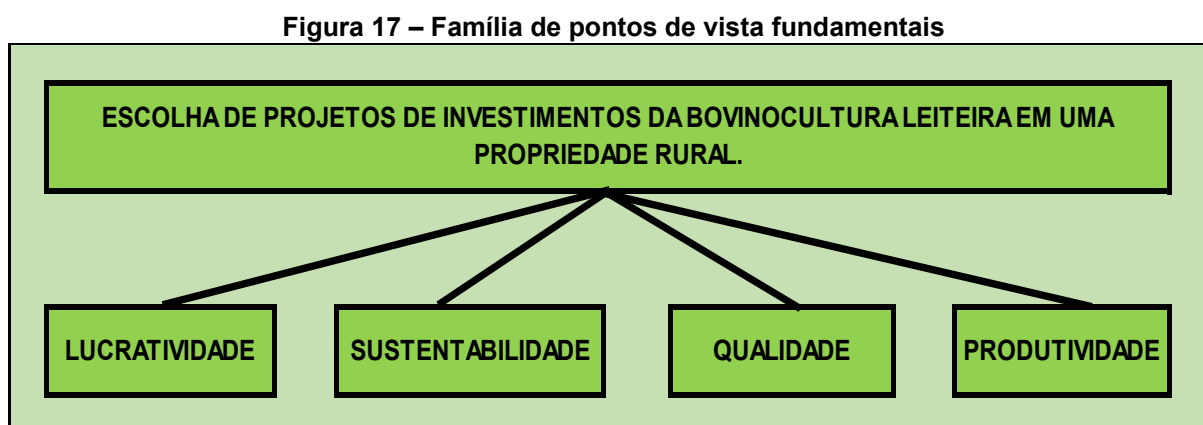 Figura 17 – Família de pontos de vista fundamentais
ESCOLHA DE PROJETOS DE INVESTIMENTOS DA BOVINOCULTURA LEITEIRA EM UMA
PROPRIEDADE RURAL.
LUCRATIVIDADE
SUSTENTABILIDADE
QUALIDADE
PRODUTIVIDADE